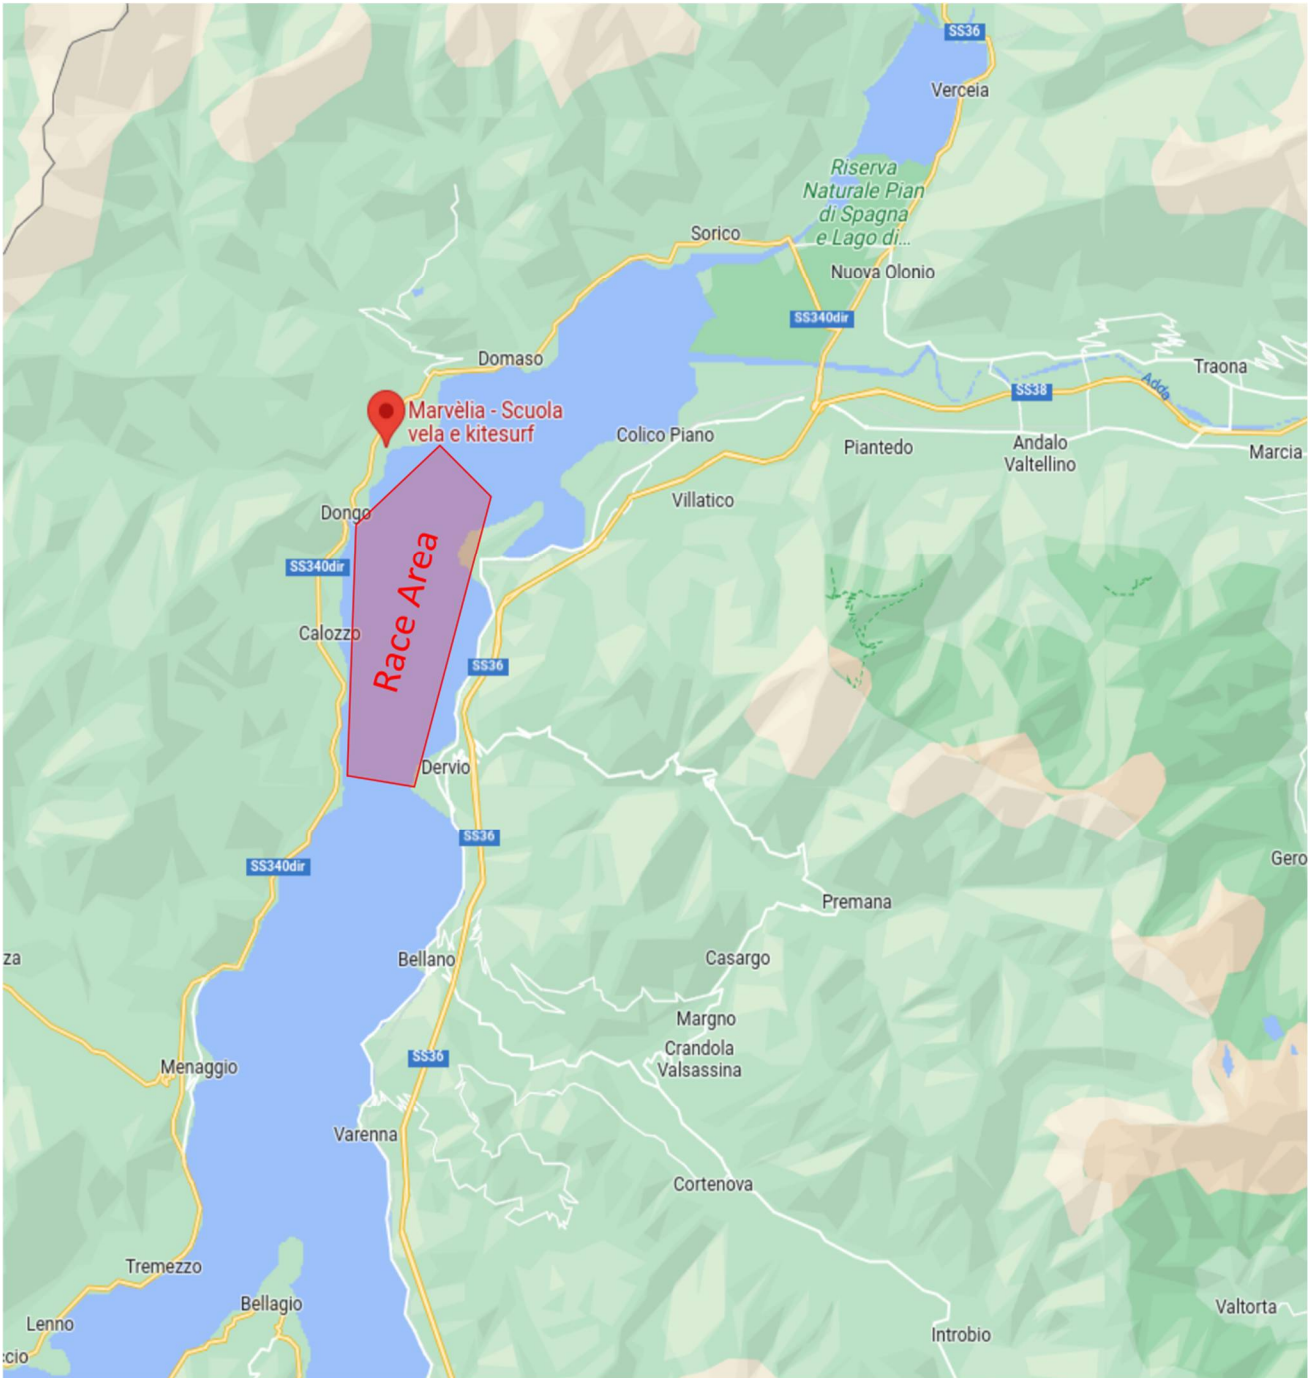 SS36
Verceia
Riserva
Naturale Pian
di Spagna
e Lago di...
Sorico
Nuova Olonio
SS340dir
Domaso
Traona
Adda
SS38
Marvèlia - Scuola
vela e kitesurf
Colico Piano
Piantedo
Andalo
Valtellino
Marcia
Villatico
Dongo
SS340dir
Race Area
Calozzo
SS36
Dervio
SS36
SS340dir
Gero
Premana
za
Bellano
Casargo
Margno
Crandola
Valsassina
SS36
Menaggio
Varenna
Cortenova
Tremezzo
Bellagio
Valtorta
Lenno
Introbio
ccio